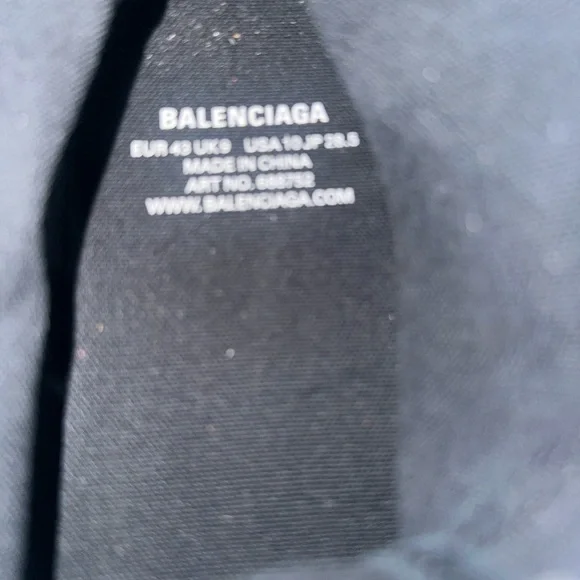 BALENCIAGA
EUR 43 UK 9 USA 10 JP 28.5
MADE IN CHINA
ART NO.
WWW.BALENCIAGA.COM